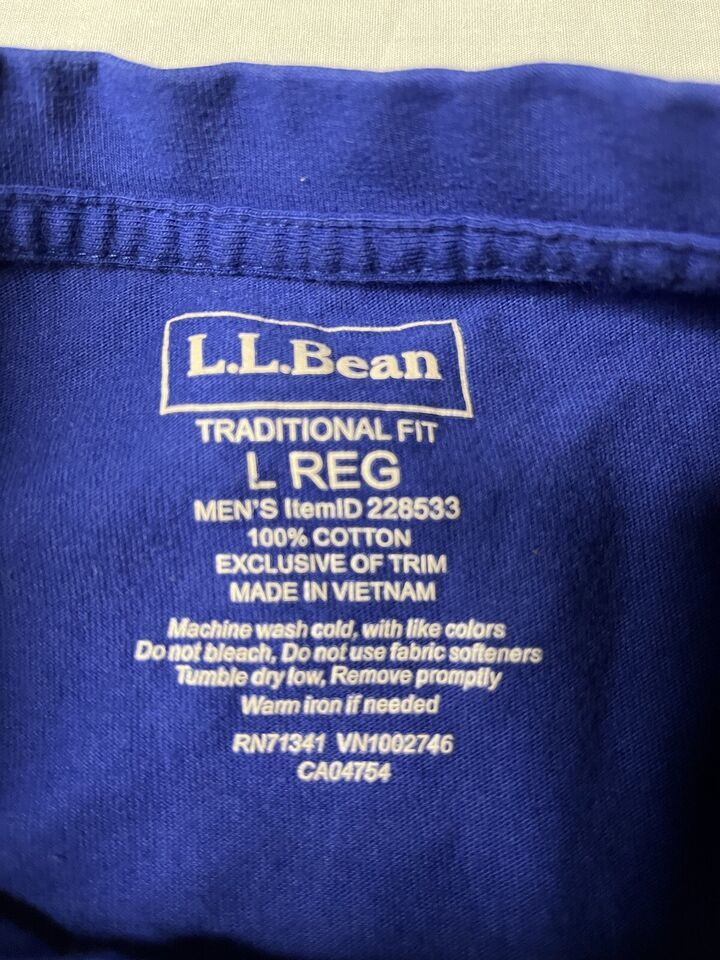 L.L.Bean
TRADITIONAL FIT
L REG
MEN'S ItemID 228533
100% COTTON
EXCLUSIVE OF TRIM
MADE IN VIETNAM
Machine wash cold, with like colors
Do not bleach, Do not use fabric softeners
Tumble dry low, Remove promptly
Warm iron if needed
RN71341 VN1002746
CA04754